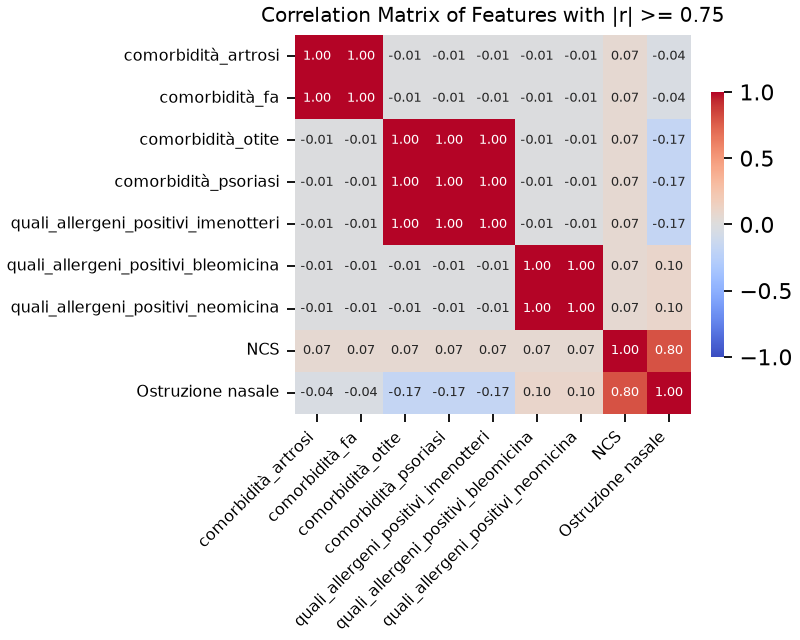 Correlation Matrix of Features with |r| >= 0.75
comorbidità_artrosi 1.00 1.00 -0.01 -0.01 -0.01 -0.01 -0.01 0.07 -0.04
comorbidità_fa 1.00 1.00 -0.01 -0.01 -0.01 -0.01 -0.01 0.07 -0.04
comorbidità_otite -0.01 -0.01 1.00 1.00 1.00 -0.01 -0.01 0.07 -0.17
comorbidità_psoriasi -0.01 -0.01 1.00 1.00 1.00 -0.01 -0.01 0.07 -0.17
quali_allergeni_positivi_imenotteri -0.01 -0.01 1.00 1.00 1.00 -0.01 -0.01 0.07 -0.17
quali_allergeni_positivi_bleomicina -0.01 -0.01 -0.01 -0.01 -0.01 1.00 1.00 0.07 0.10
quali_allergeni_positivi_neomicina -0.01 -0.01 -0.01 -0.01 -0.01 1.00 1.00 0.07 0.10
NCS 0.07 0.07 0.07 0.07 0.07 0.07 0.07 1.00 0.80
Ostruzione nasale -0.04 -0.04 -0.17 -0.17 -0.17 0.10 0.10 0.80 1.00
comorbidità_artrosi
comorbidità_fa
comorbidità_otite
comorbidità_psoriasi
quali_allergeni_positivi_imenotteri
quali_allergeni_positivi_bleomicina
quali_allergeni_positivi_neomicina
NCS
Ostruzione nasale
1.0
0.5
0.0
−0.5
−1.0